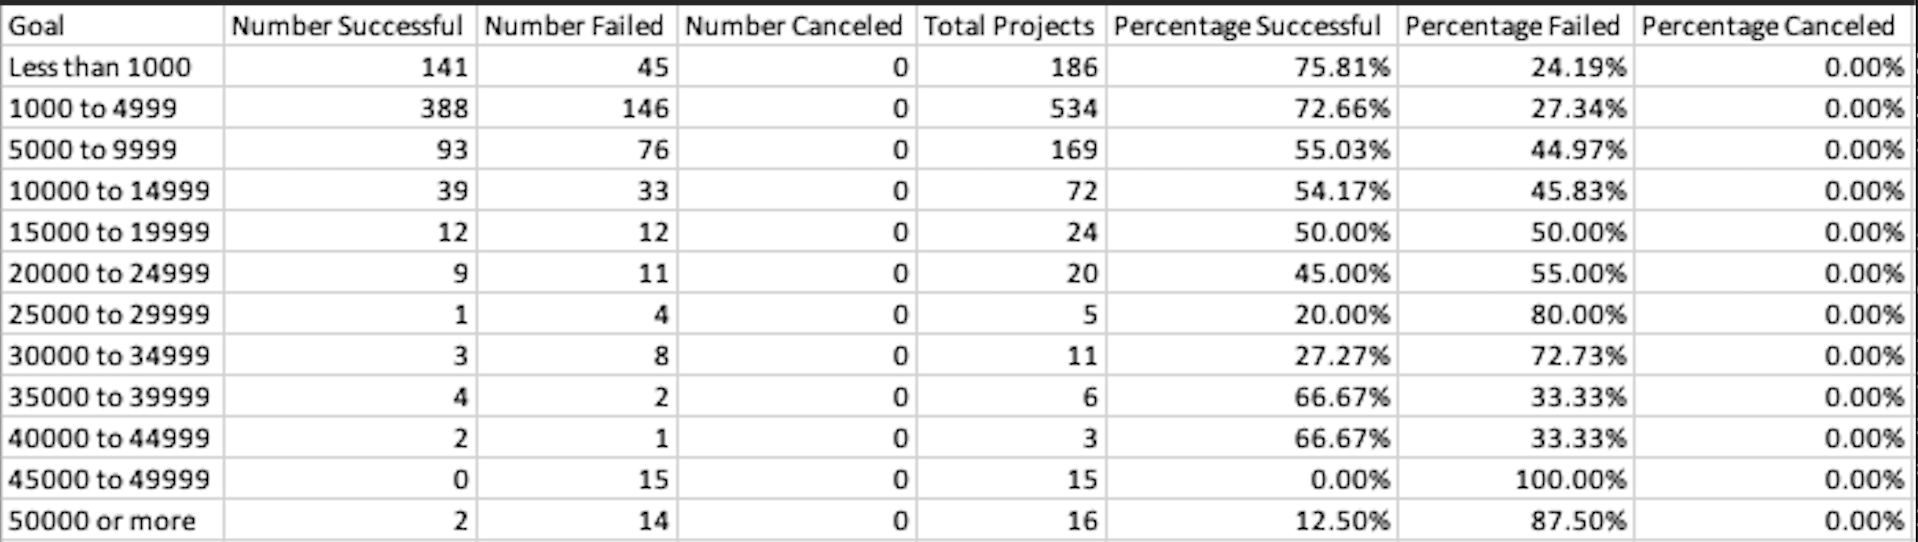 Goal Number Successful Number Failed Number Canceled Total Projects Percentage Successful Percentage Failed Percentage Canceled
Less than 1000 141 45 0 186 75.81% 24.19% 0.00%
1000 to 4999 388 146 0 534 72.66% 27.34% 0.00%
5000 to 9999 93 76 0 169 55.03% 44.97% 0.00%
10000 to 14999 39 33 0 72 54.17% 45.83% 0.00%
15000 to 19999 12 12 0 24 50.00% 50.00% 0.00%
20000 to 24999 9 11 0 20 45.00% 55.00% 0.00%
25000 to 29999 1 4 0 5 20.00% 80.00% 0.00%
30000 to 34999 3 8 0 11 27.27% 72.73% 0.00%
35000 to 39999 4 2 0 6 66.67% 33.33% 0.00%
40000 to 44999 2 1 0 3 66.67% 33.33% 0.00%
45000 to 49999 0 15 0 15 0.00% 100.00% 0.00%
50000 or more 2 14 0 16 12.50% 87.50% 0.00%